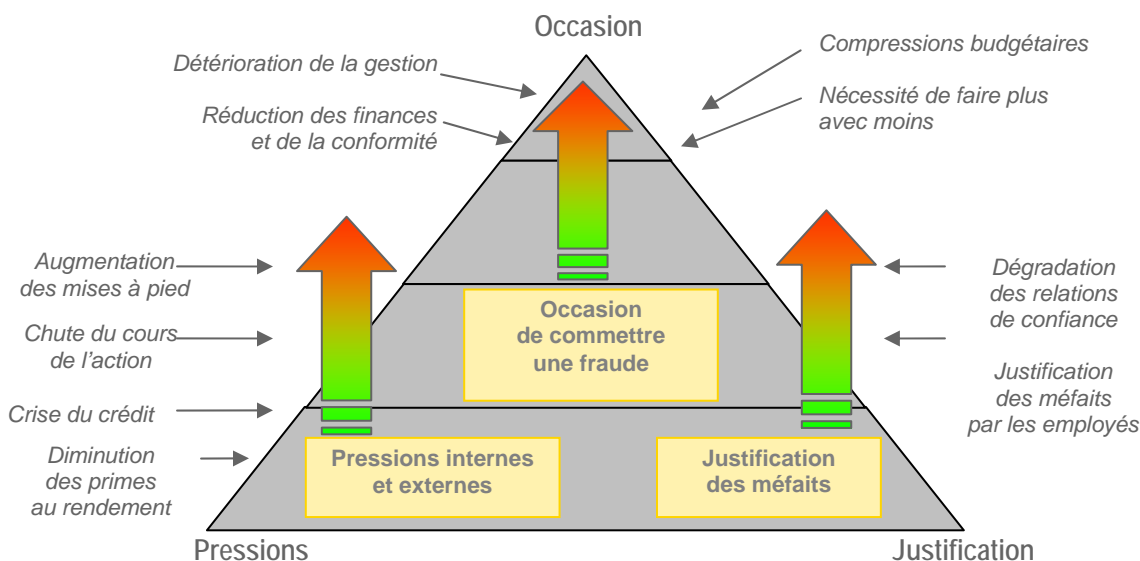 Occasion
Détérioration de la gestion
Réduction des finances
et de la conformité
Compressions budgétaires
Nécessité de faire plus
avec moins
Augmentation
des mises à pied
Chute du cours
de l’action
Crise du crédit
Diminution
des primes
au rendement
Occasion
de commettre
une fraude
Pressions internes
et externes
Justification
des méfaits
Dégradation
des relations
de confiance
Justification
des méfaits
par les employés
Pressions
Justification